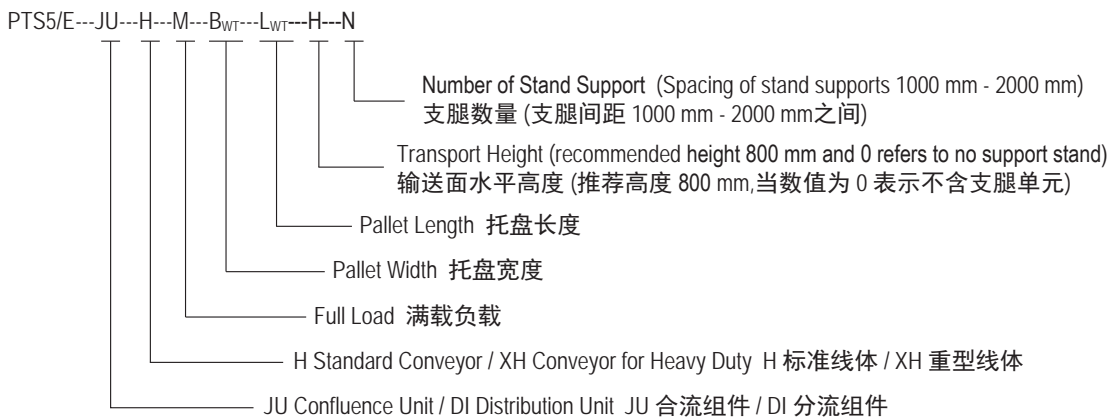 PTS5/E---JU---H---M---BWT---LWT---H---N
Number of Stand Support (Spacing of stand supports 1000 mm - 2000 mm)
支腿数量 (支腿间距 1000 mm - 2000 mm之间)
Transport Height (recommended height 800 mm and 0 refers to no support stand)
输送面水平高度 (推荐高度 800 mm,当数值为 0 表示不含支腿单元)
Pallet Length 托盘长度
Pallet Width 托盘宽度
Full Load 满载负载
H Standard Conveyor / XH Conveyor for Heavy Duty H 标准线体 / XH 重型线体
JU Confluence Unit / DI Distribution Unit JU 合流组件 / DI 分流组件